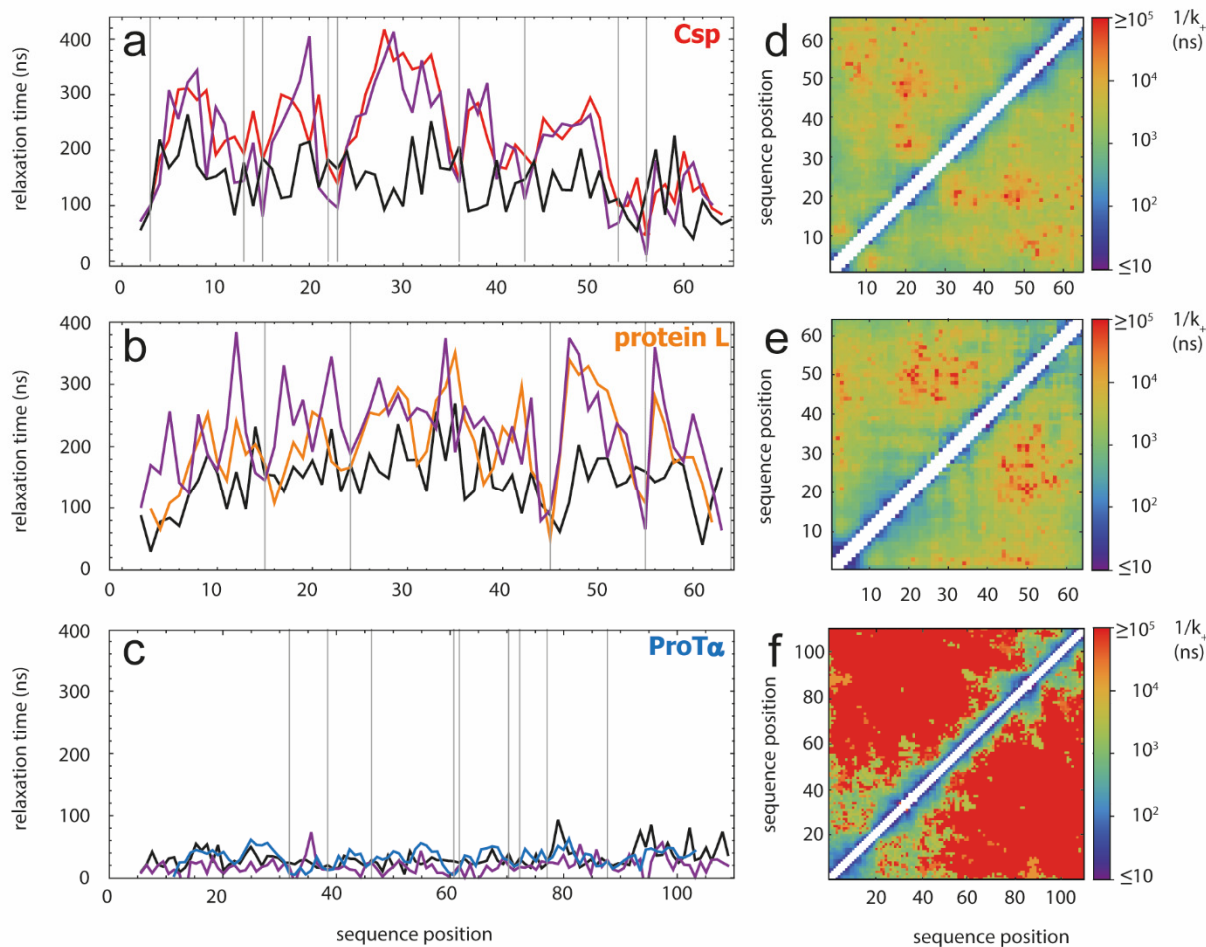 a
Csp
relaxation time (ns)
400
300
200
100
0
0 10 20 30 40 50 60
d
sequence position
60
50
40
30
20
10
10 20 30 40 50 60
≥10⁵
10⁴
10³
10²
≤10
1/k₊
(ns)
b
protein L
relaxation time (ns)
400
300
200
100
0
10 20 30 40 50 60
e
sequence position
60
50
40
30
20
10
10 20 30 40 50 60
≥10⁵
10⁴
10³
10²
≤10
1/k₊
(ns)
c
ProTα
relaxation time (ns)
400
300
200
100
0
0 20 40 60 80 100
sequence position
f
sequence position
100
80
60
40
20
20 40 60 80 100
sequence position
≥10⁵
10⁴
10³
10²
≤10
1/k₊
(ns)